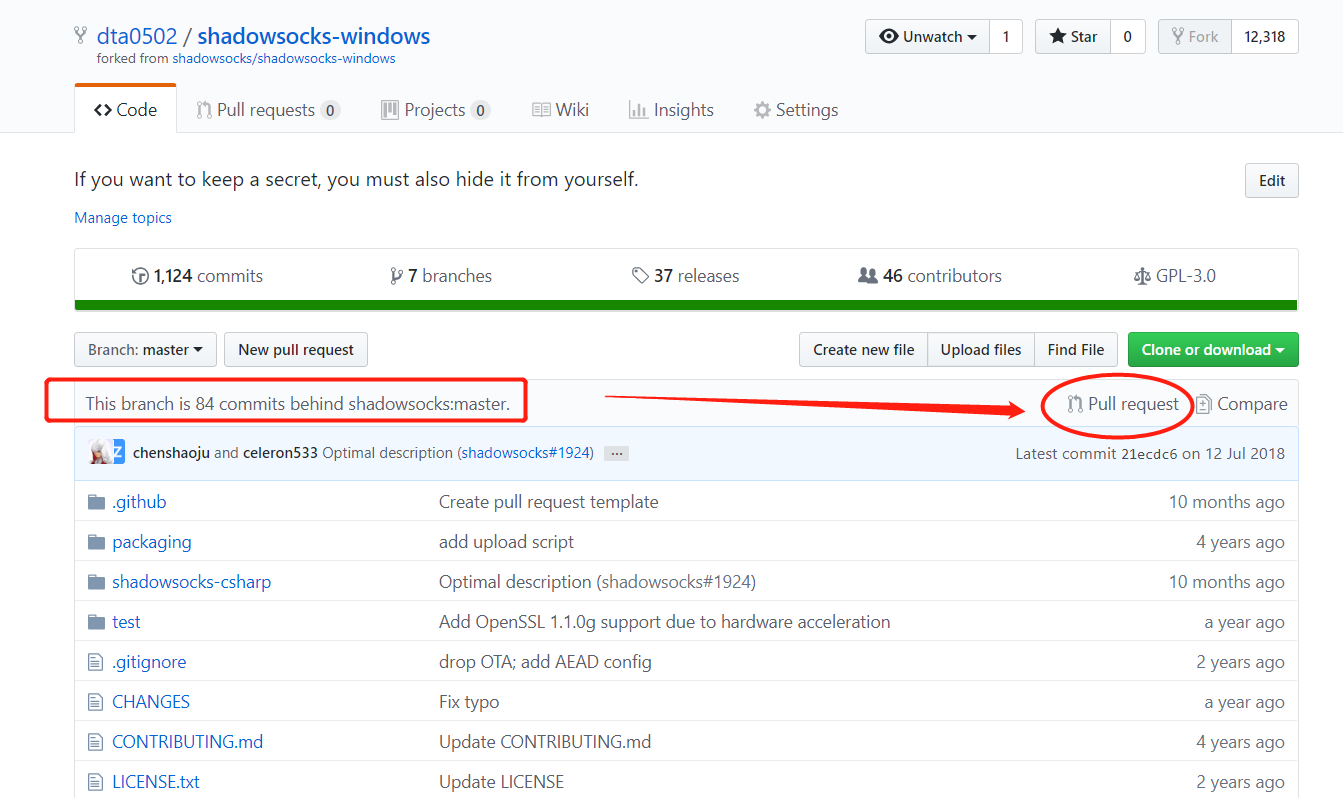 dta0502 / shadowsocks-windows
Unwatch 1 Star 0 Fork 12,318
forked from shadowsocks/shadowsocks-windows
Code Pull requests 0 Projects 0 Wiki Insights Settings
If you want to keep a secret, you must also hide it from yourself.
Edit
Manage topics
1,124 commits 7 branches 37 releases 46 contributors GPL-3.0
Branch: master New pull request Create new file Upload files Find File Clone or download
This branch is 84 commits behind shadowsocks:master. Pull request Compare
Z chenshaoju and celeron533 Optimal description (shadowsocks#1924) ... Latest commit 21ecdc6 on 12 Jul 2018
.github Create pull request template 10 months ago
packaging add upload script 4 years ago
shadowsocks-csharp Optimal description (shadowsocks#1924) 10 months ago
test Add OpenSSL 1.1.0g support due to hardware acceleration a year ago
.gitignore drop OTA; add AEAD config 2 years ago
CHANGES Fix typo a year ago
CONTRIBUTING.md Update CONTRIBUTING.md 4 years ago
LICENSE.txt Update LICENSE 2 years ago